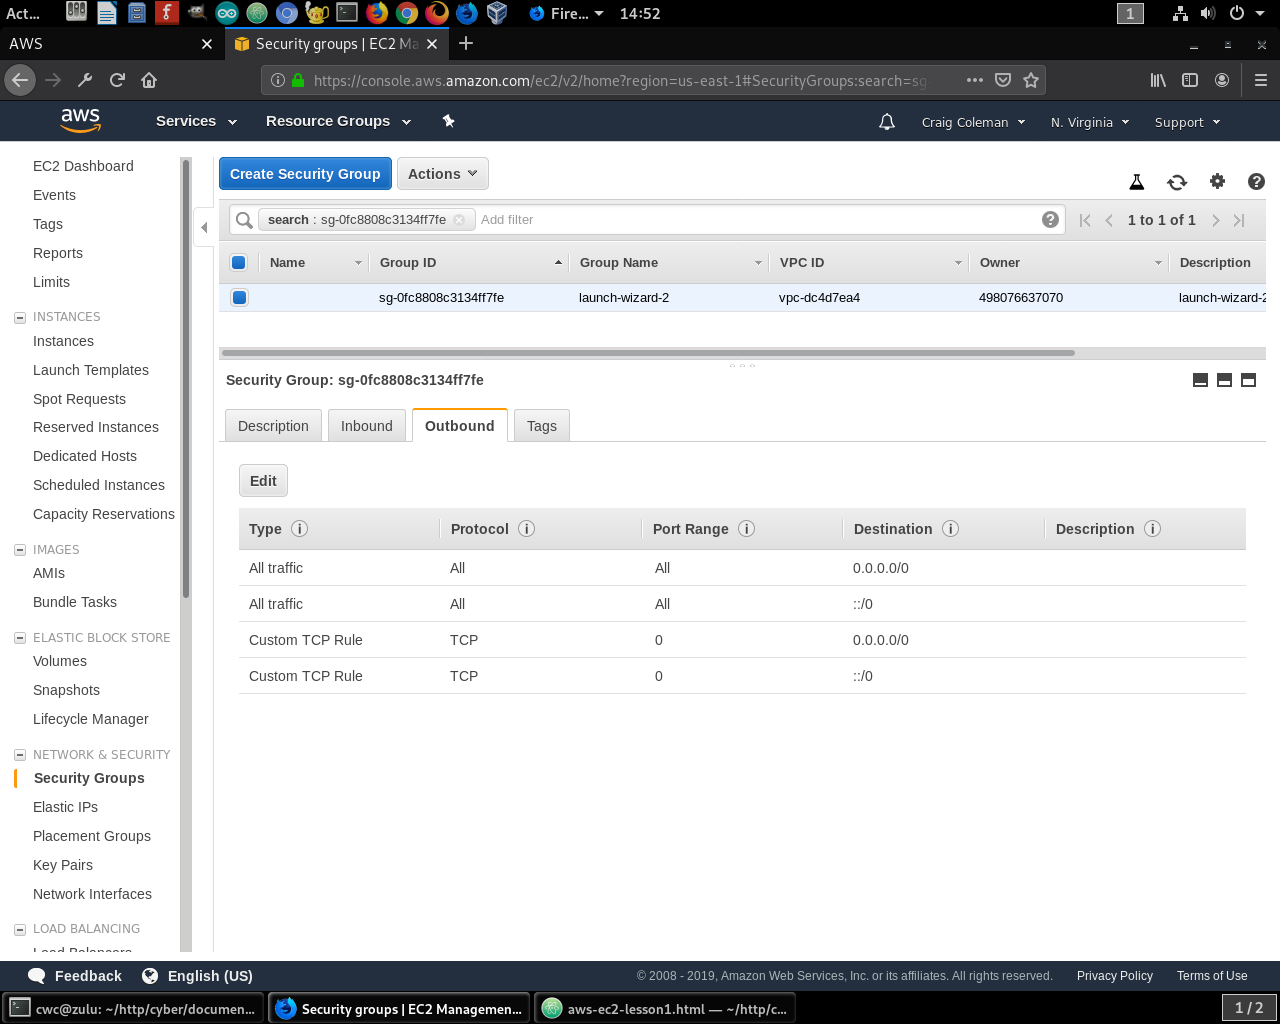 Act...
Fire...
14:52
1
AWS
Security groups | EC2 Ma
https://console.aws.amazon.com/ec2/v2/home?region=us-east-1#SecurityGroups:search=sg
aws
Services
Resource Groups
Craig Coleman
N. Virginia
Support
EC2 Dashboard
Events
Tags
Reports
Limits
INSTANCES
Instances
Launch Templates
Spot Requests
Reserved Instances
Dedicated Hosts
Scheduled Instances
Capacity Reservations
IMAGES
AMIs
Bundle Tasks
ELASTIC BLOCK STORE
Volumes
Snapshots
Lifecycle Manager
NETWORK & SECURITY
Security Groups
Elastic IPs
Placement Groups
Key Pairs
Network Interfaces
LOAD BALANCING
Load Balancers
Create Security Group
Actions
search : sg-0fc8808c3134ff7fe
Add filter
1 to 1 of 1
Name Group ID Group Name VPC ID Owner Description
sg-0fc8808c3134ff7fe launch-wizard-2 vpc-dc4d7ea4 498076637070 launch-wizard-2
Security Group: sg-0fc8808c3134ff7fe
Description Inbound Outbound Tags
Edit
Type Protocol Port Range Destination Description
All traffic All All 0.0.0.0/0
All traffic All All ::/0
Custom TCP Rule TCP 0 0.0.0.0/0
Custom TCP Rule TCP 0 ::/0
Feedback
English (US)
© 2008 - 2019, Amazon Web Services, Inc. or its affiliates. All rights reserved.
Privacy Policy
Terms of Use
cwc@zulu: ~/http/cyber/documen...
Security groups | EC2 Managemen...
aws-ec2-lesson1.html — ~/http/c...
1 / 2